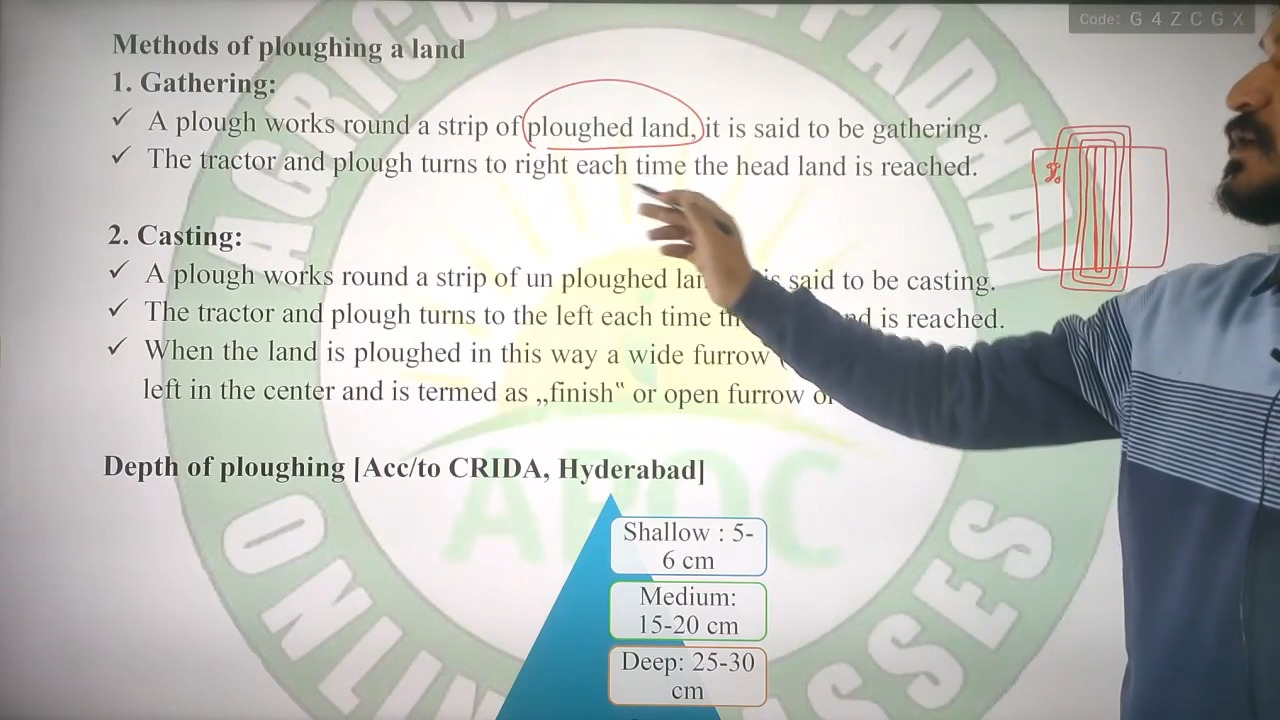 Code: G 4 Z C G X
Methods of ploughing a land
1. Gathering:
✓ A plough works round a strip of ploughed land, it is said to be gathering.
✓ The tractor and plough turns to right each time the head land is reached.
2. Casting:
✓ A plough works round a strip of un ploughed lan is said to be casting.
✓ The tractor and plough turns to the left each time is reached.
✓ When the land is ploughed in this way a wide furrow
left in the center and is termed as „finish‟ or open furrow
Depth of ploughing [Acc/to CRIDA, Hyderabad]
Shallow : 5-
6 cm
Medium:
15-20 cm
Deep: 25-30
cm
ONLINE
APOC